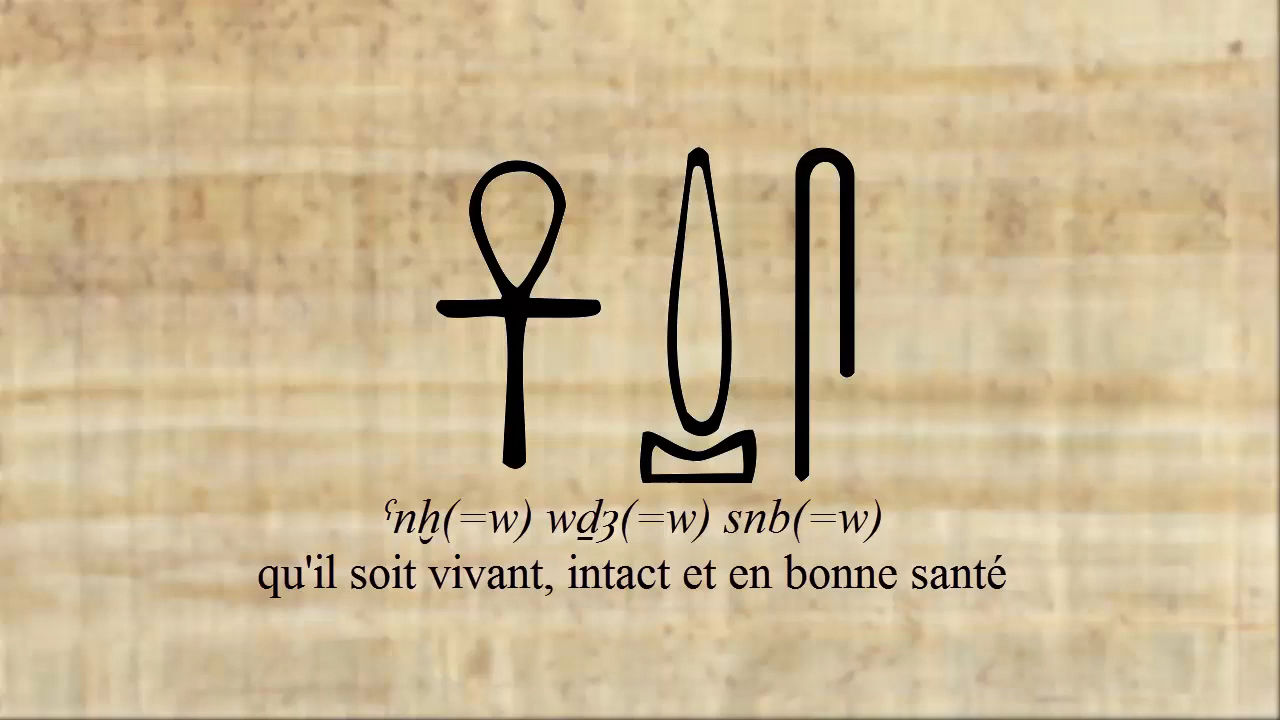 𓋹𓍑𓋴
ꜥnḫ(=w) wḏꜣ(=w) snb(=w)
qu'il soit vivant, intact et en bonne santé